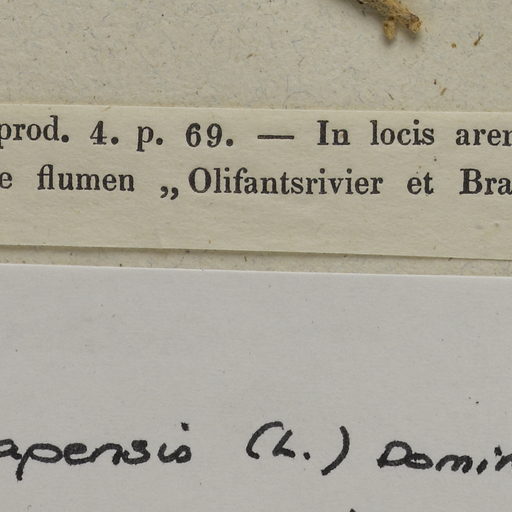 prod. 4. p. 69. — In locis aren
e flumen „Olifantsrivier et Bra
apensis (L.) Domin